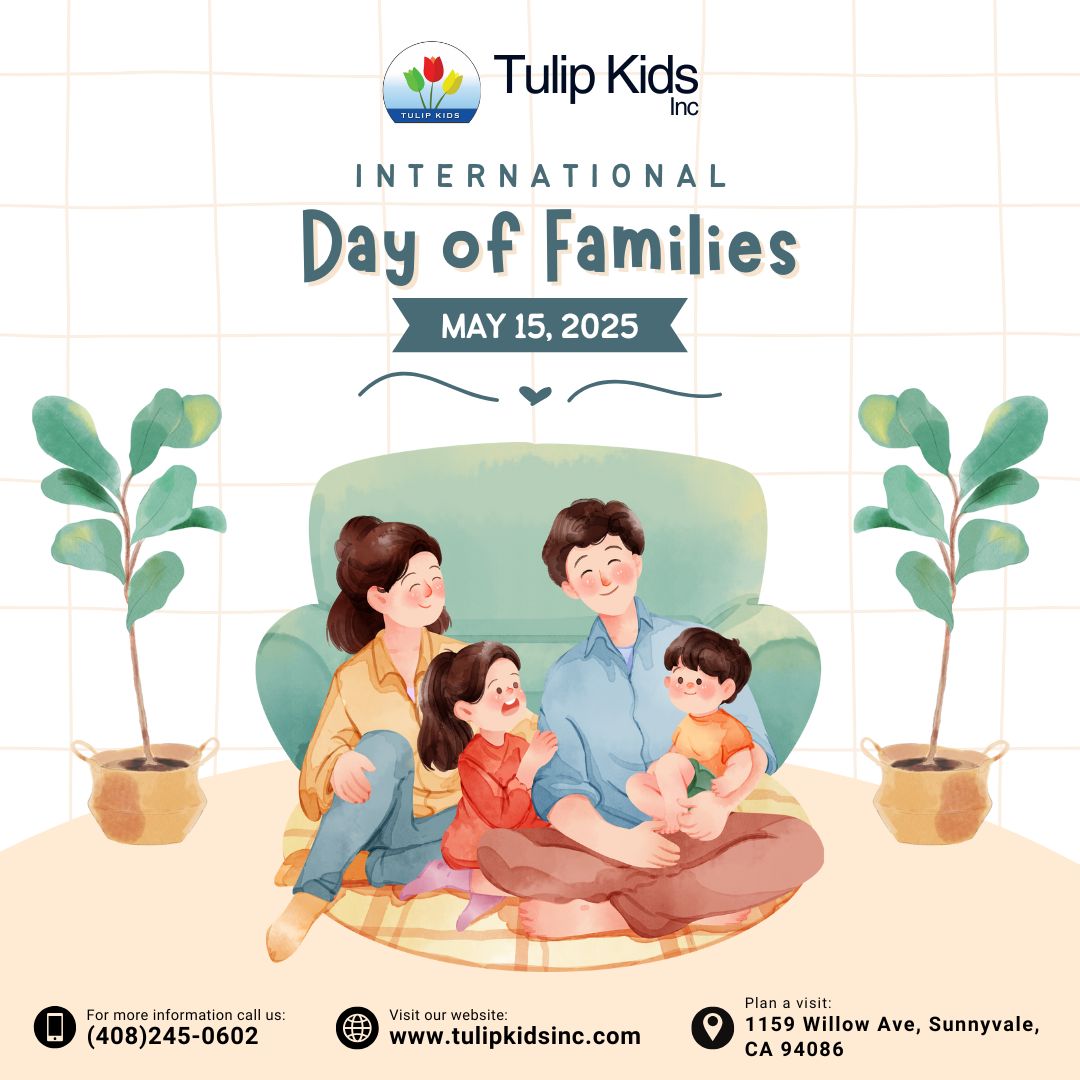 TULIP KIDS
Tulip Kids
Inc
INTERNATIONAL
Day of Families
MAY 15, 2025
For more information call us:
(408)245-0602
Visit our website:
www.tulipkidsinc.com
Plan a visit:
1159 Willow Ave, Sunnyvale,
CA 94086